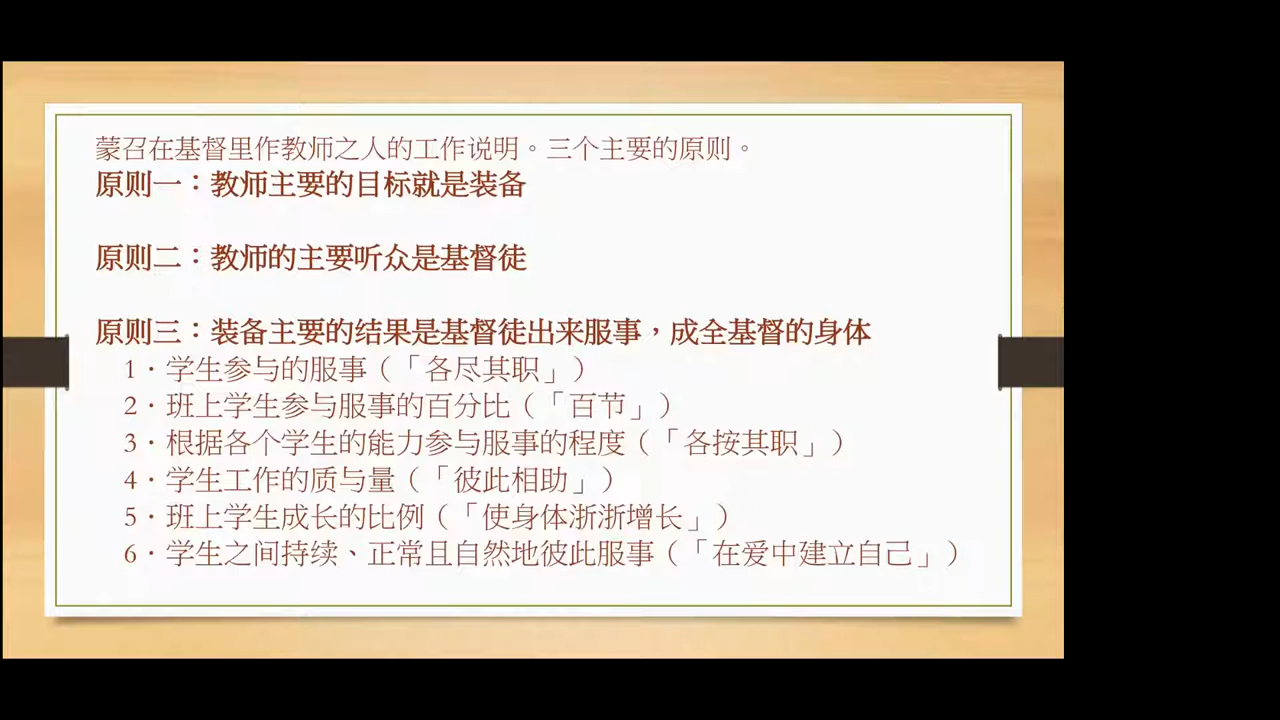 蒙召在基督里作教师之人的工作说明。三个主要的原则。
原则一：教师主要的目标就是装备
原则二：教师的主要听众是基督徒
原则三：装备主要的结果是基督徒出来服事，成全基督的身体
1．学生参与的服事（「各尽其职」）
2．班上学生参与服事的百分比（「百节」）
3．根据各个学生的能力参与服事的程度（「各按其职」）
4．学生工作的质与量（「彼此相助」）
5．班上学生成长的比例（「使身体浙浙增长」）
6．学生之间持续、正常且自然地彼此服事（「在爱中建立自己」）